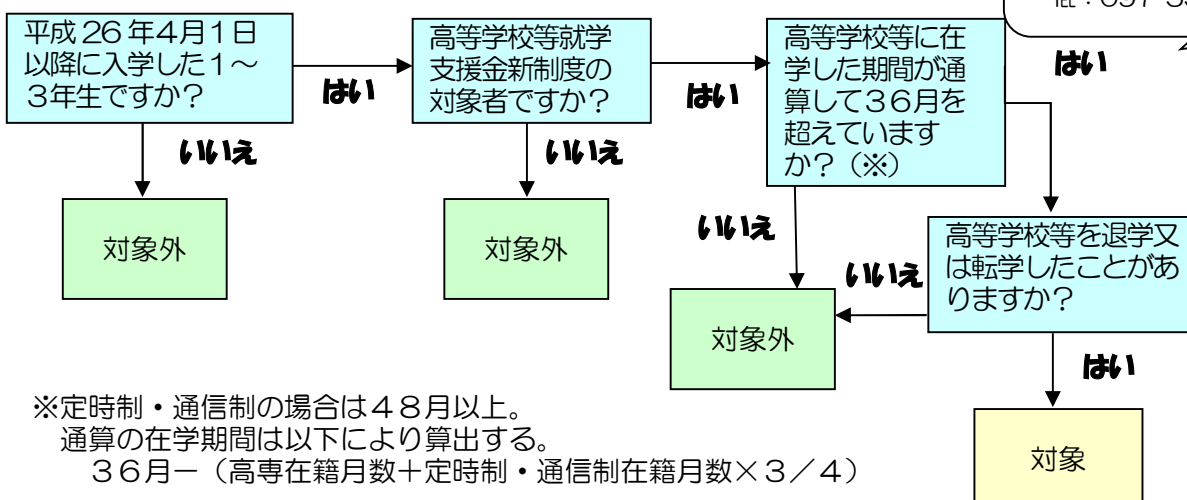 平成26年4月1日
以降に入学した1～
3年生ですか？
はい
いいえ
対象外
高等学校等就学
支援金新制度の
対象者ですか？
はい
いいえ
対象外
高等学校等に在
学した期間が通
算して36月を
超えています
か？（※）
はい
いいえ
対象外
高等学校等を退学又
は転学したことがあ
りますか？
いいえ
はい
対象
※定時制・通信制の場合は48月以上。
通算の在学期間は以下により算出する。
36月－（高専在籍月数＋定時制・通信制在籍月数×3／4）